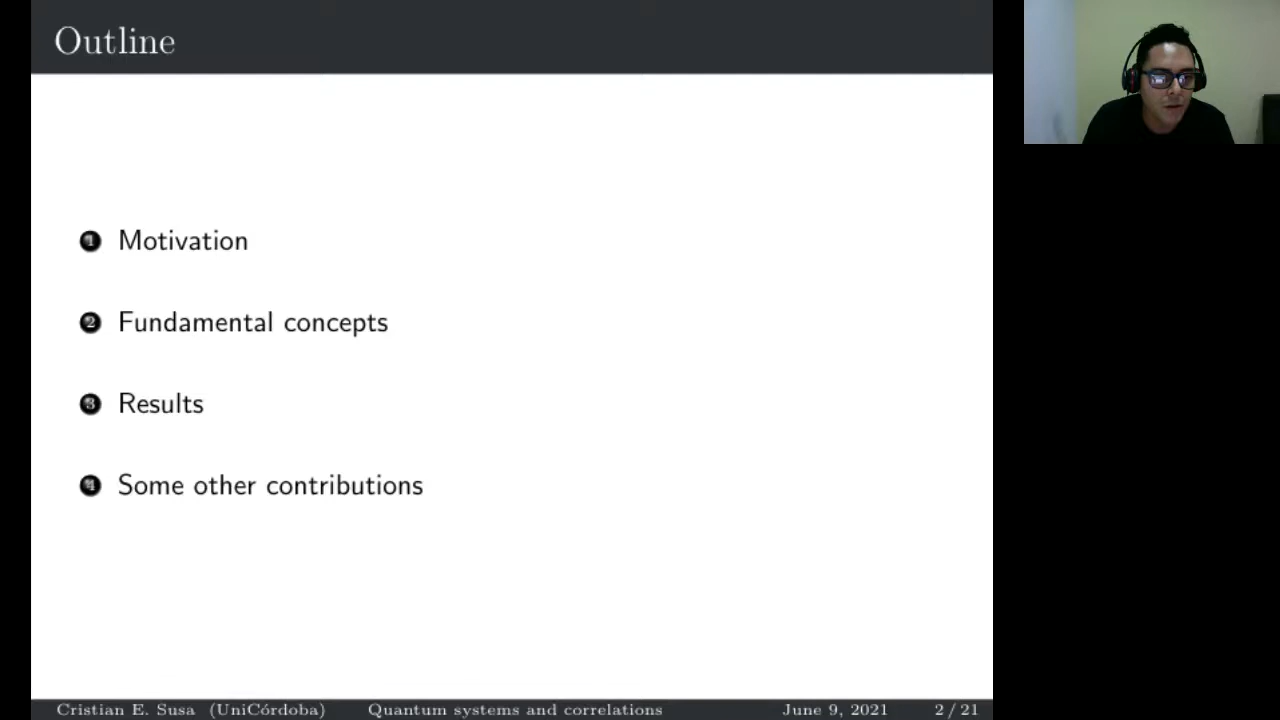 Outline
1 Motivation
2 Fundamental concepts
3 Results
4 Some other contributions
Cristian E. Susa (UniCórdoba) Quantum systems and correlations June 9, 2021 2 / 21